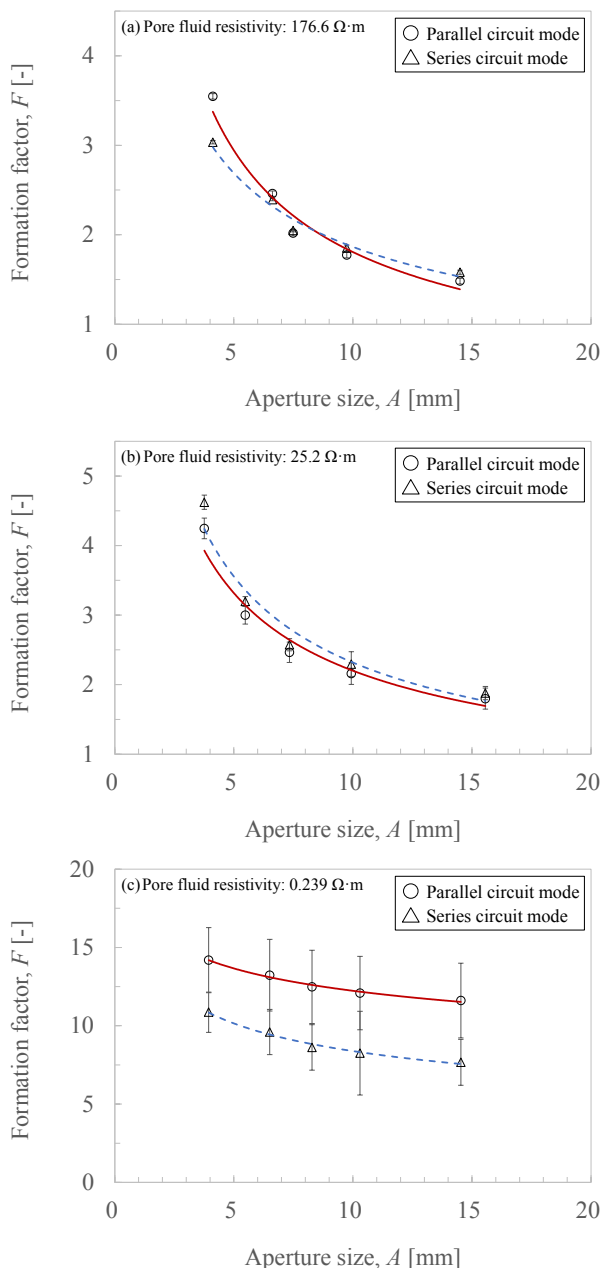 (a) Pore fluid resistivity: 176.6 Ω·m
Parallel circuit mode
Series circuit mode
Formation factor, F [-]
4
3
2
1
0
5
10
15
20
Aperture size, A [mm]
(b) Pore fluid resistivity: 25.2 Ω·m
Parallel circuit mode
Series circuit mode
Formation factor, F [-]
5
4
3
2
1
0
5
10
15
20
Aperture size, A [mm]
(c) Pore fluid resistivity: 0.239 Ω·m
Parallel circuit mode
Series circuit mode
Formation factor, F [-]
20
15
10
5
0
0
5
10
15
20
Aperture size, A [mm]